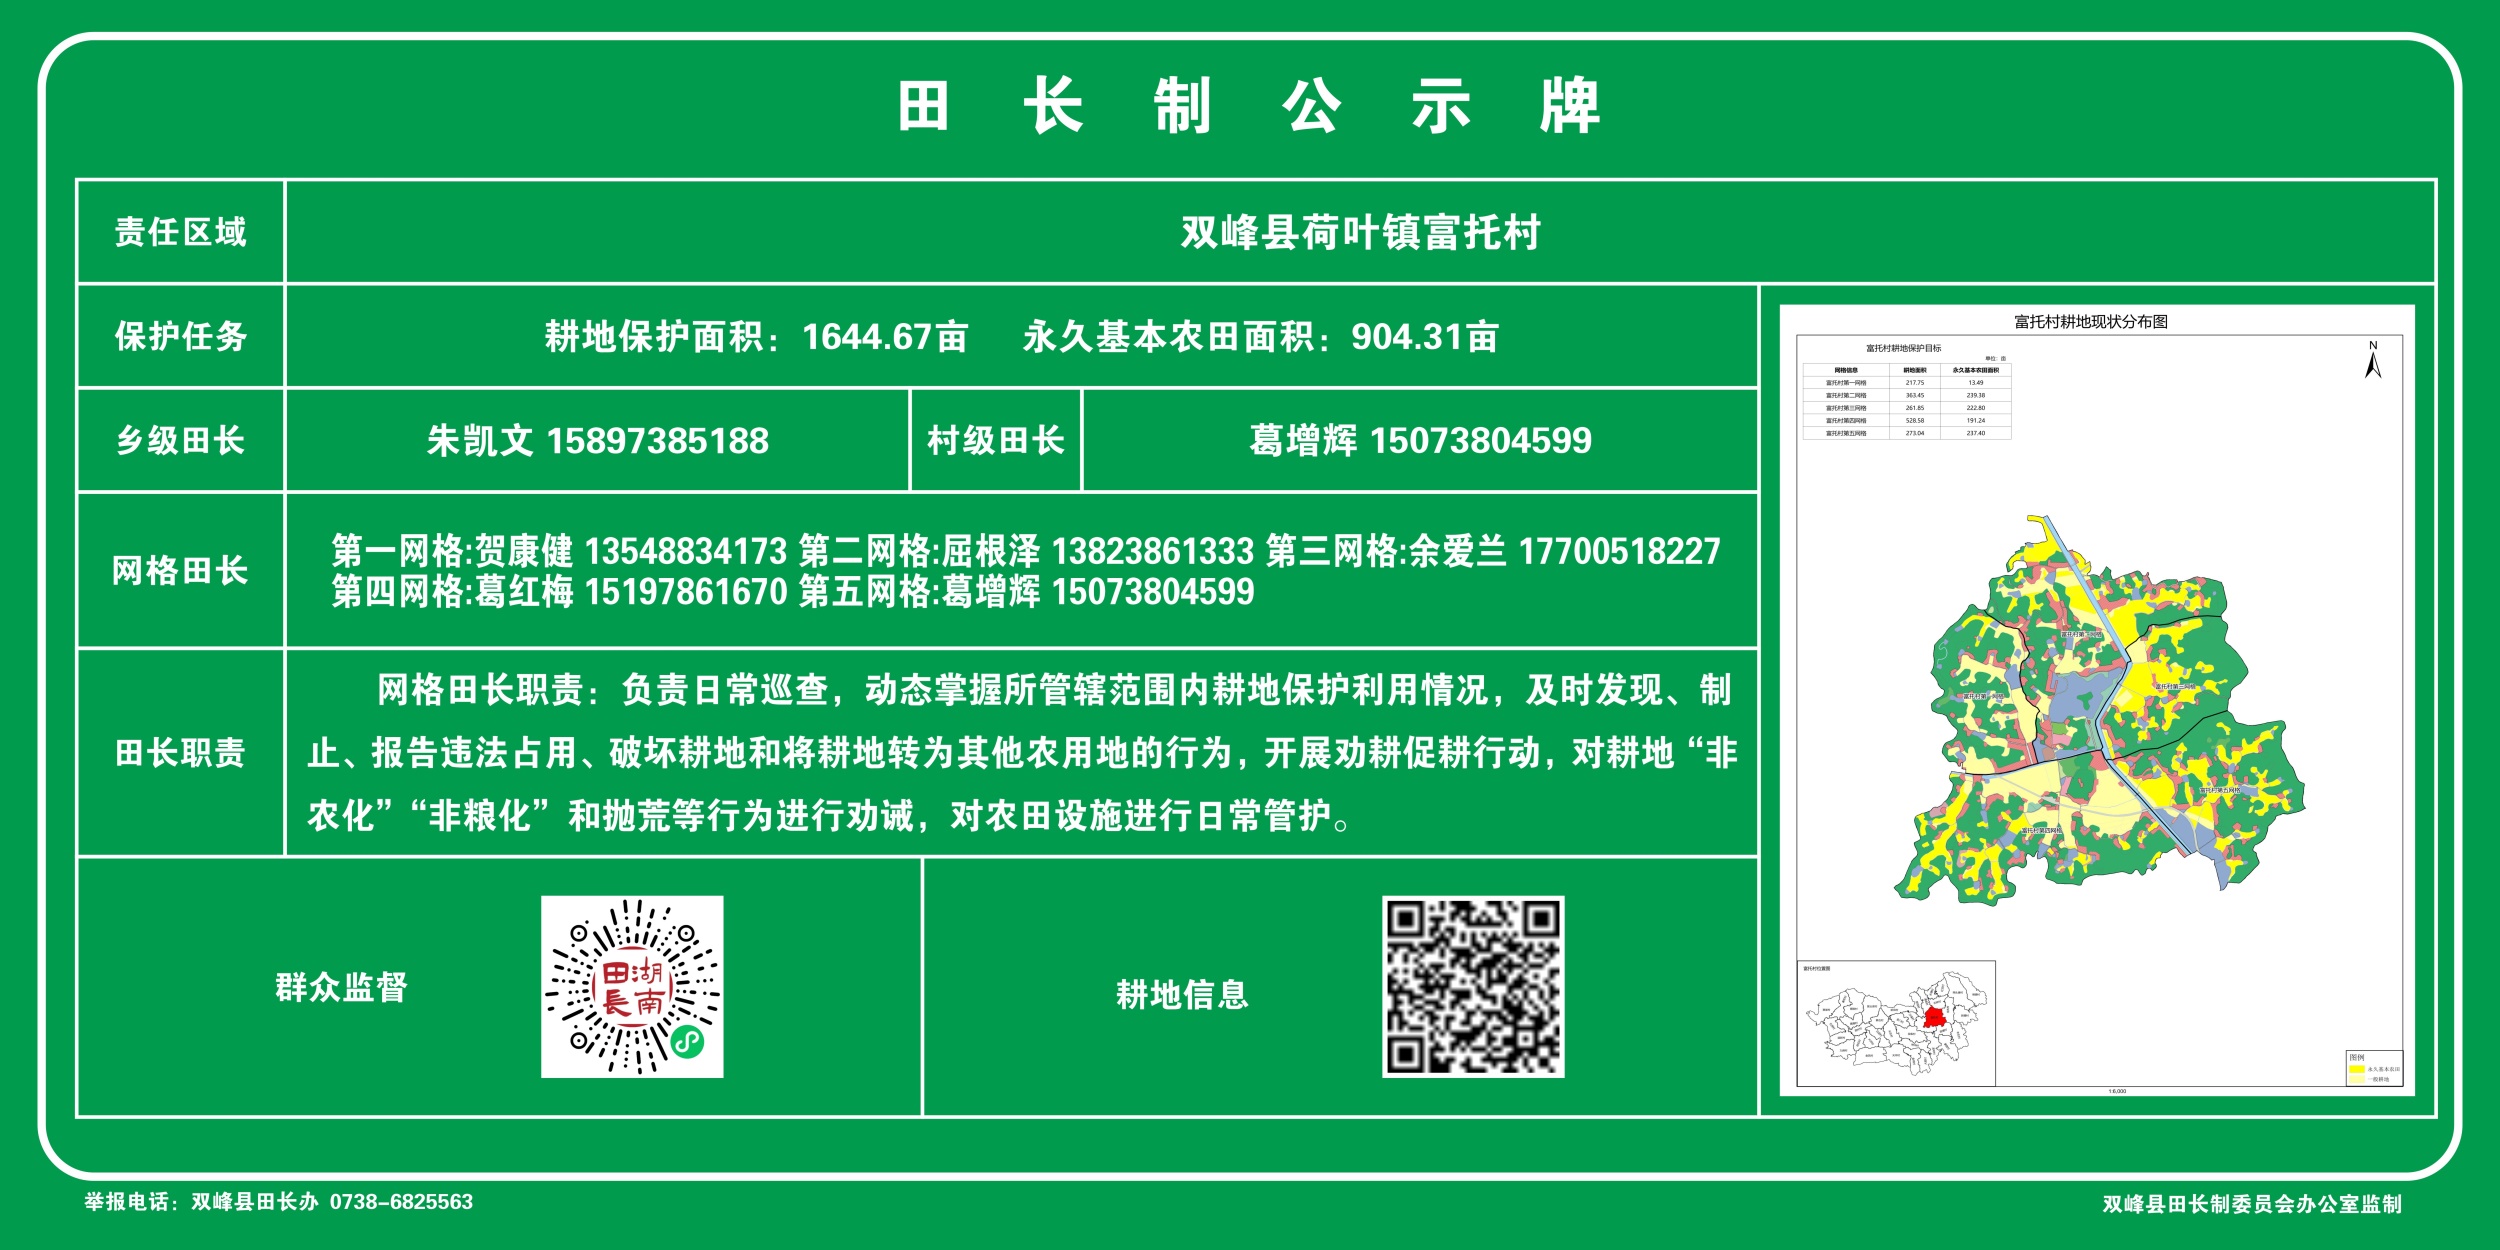 田长制公示牌
责任区域
双峰县荷叶镇富托村
保护任务
耕地保护面积：1644.67亩 永久基本农田面积：904.31亩
乡级田长
朱凯文 15897385188
村级田长
葛增辉 15073804599
网格田长
第一网格:贺康健 13548834173 第二网格:屈根泽 13823861333 第三网格:余爱兰 17700518227
第四网格:葛红梅 15197861670 第五网格:葛增辉 15073804599
田长职责
网格田长职责：负责日常巡查，动态掌握所管辖范围内耕地保护利用情况，及时发现、制
止、报告违法占用、破坏耕地和将耕地转为其他农用地的行为，开展劝耕促耕行动，对耕地“非
农化”“非粮化” 和抛荒等行为进行劝诫，对农田设施进行日常管护。
群众监督
湖南田長
耕地信息
富托村耕地现状分布图
富托村耕地保护目标
单位：亩
网格信息 耕地面积 永久基本农田面积
富托村第一网格 217.75 13.49
富托村第二网格 363.45 239.38
富托村第三网格 261.85 222.80
富托村第四网格 528.58 191.24
富托村第五网格 273.04 237.40
N
富托村第二网格
富托村第三网格
富托村第一网格
富托村第五网格
富托村第四网格
富托村位置图
图例
永久基本农田
一般耕地
1:6,000
举报电话：双峰县田长办 0738-6825563
双峰县田长制委员会办公室监制